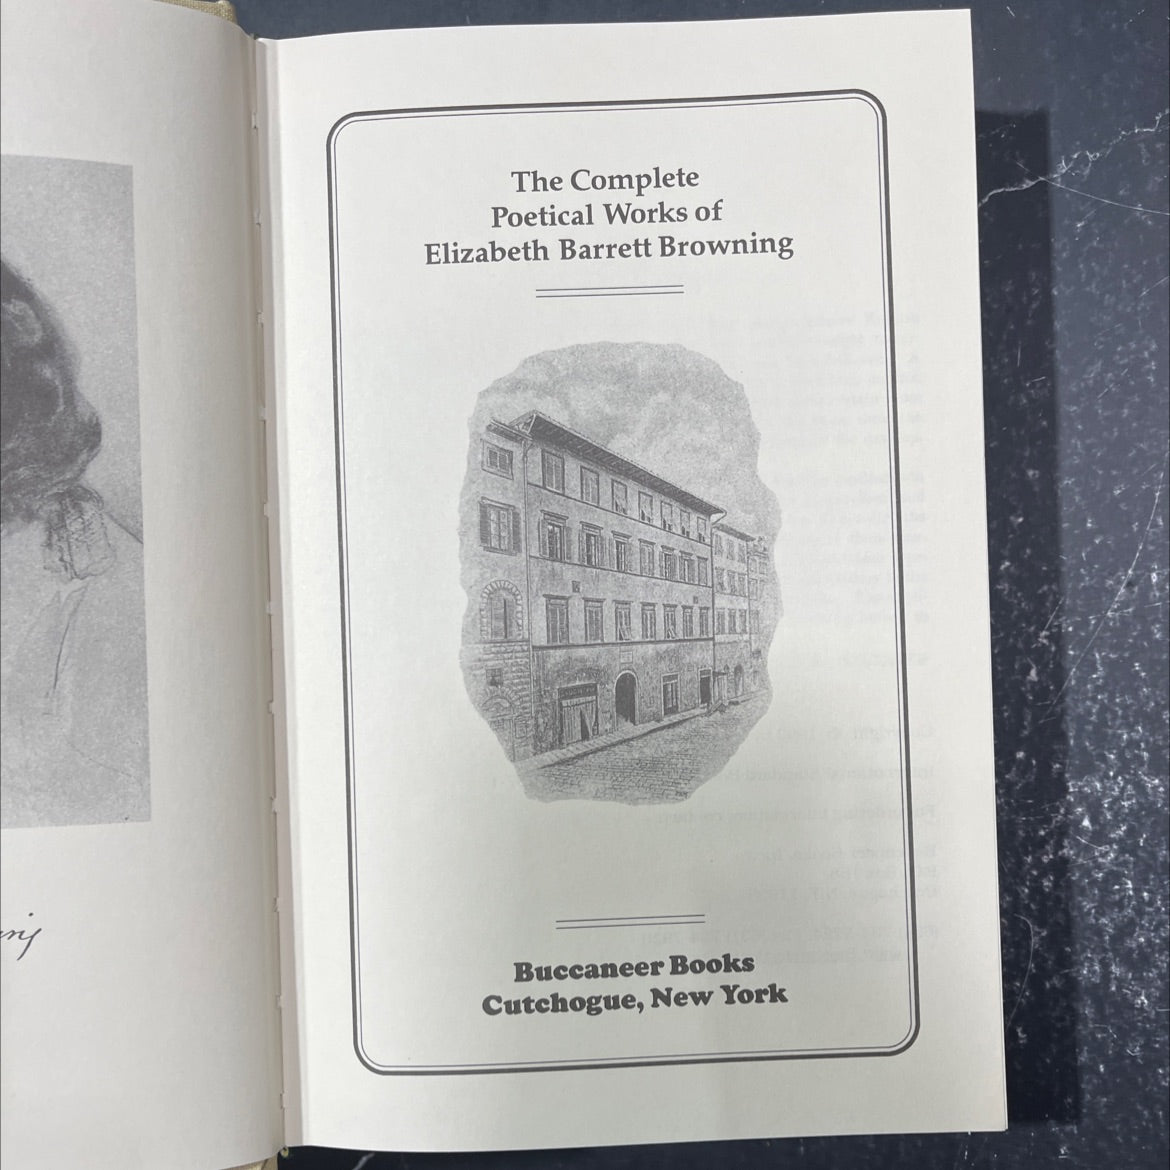 The Complete
Poetical Works of
Elizabeth Barrett Browning
Buccaneer Books
Cutchogue, New York